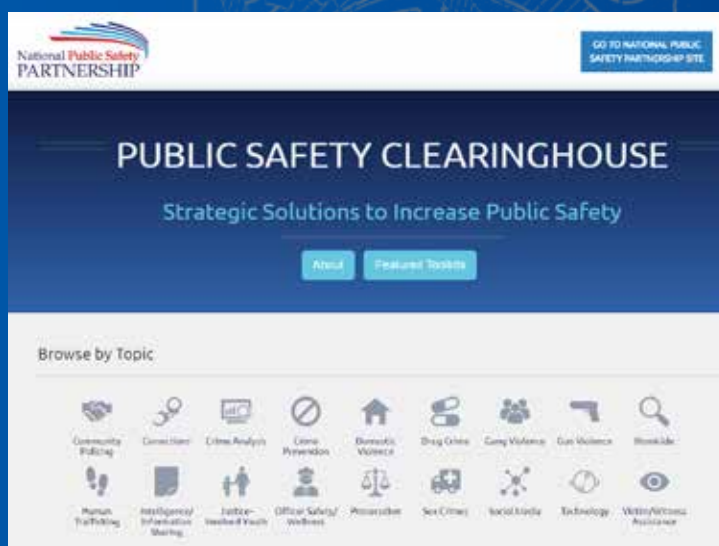 National Public Safety
PARTNERSHIP
GO TO NATIONAL PUBLIC
SAFETY PARTNERSHIP SITE
PUBLIC SAFETY CLEARINGHOUSE
Strategic Solutions to Increase Public Safety
About
Featured Toolkits
Browse by Topic
Community
Policing
Corrections
Crime Analysis
Crime
Prevention
Domestic
Violence
Drug Crime
Gang Violence
Gun Violence
Homicide
Human
Trafficking
Intelligence/
Information
Sharing
Justice-
Involved Youth
Officer Safety/
Wellness
Prosecution
Sex Crimes
Social Media
Technology
Victim/Witness
Assistance